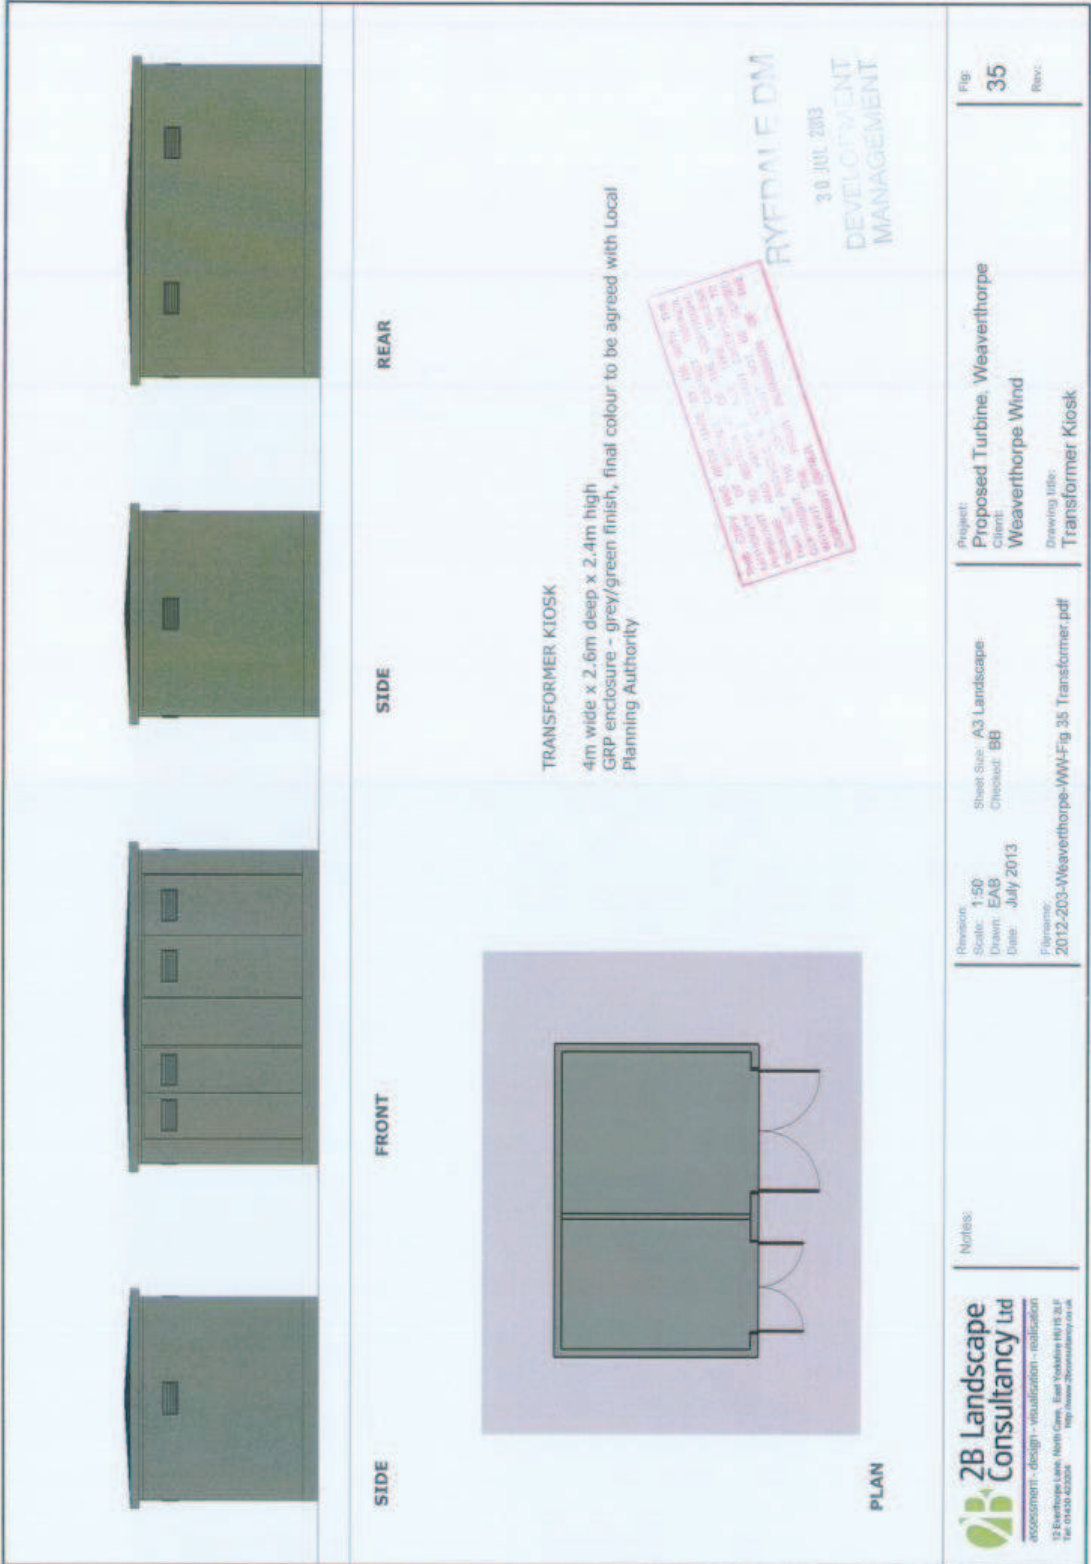 SIDE
FRONT
SIDE
REAR
TRANSFORMER KIOSK
4m wide x 2.6m deep x 2.4m high
GRP enclosure - grey/green finish, final colour to be agreed with Local
Planning Authority
PLAN
RYEDALE DM
30 JUL 2013
DEVELOPMENT
MANAGEMENT
2B Landscape
Consultancy Ltd
assessment - design - visualisation - realisation
Notes:
Revision:
Scale: 1:50
Sheet Size: A3 Landscape
Drawn: EAB
Checked: BB
Date: July 2013
Filename:
2012-203-Weaverthorpe-WW-Fig 35 Transformer.pdf
Project:
Proposed Turbine, Weaverthorpe
Client:
Weaverthorpe Wind
Drawing title:
Transformer Kiosk
Fig:
35
Rev: